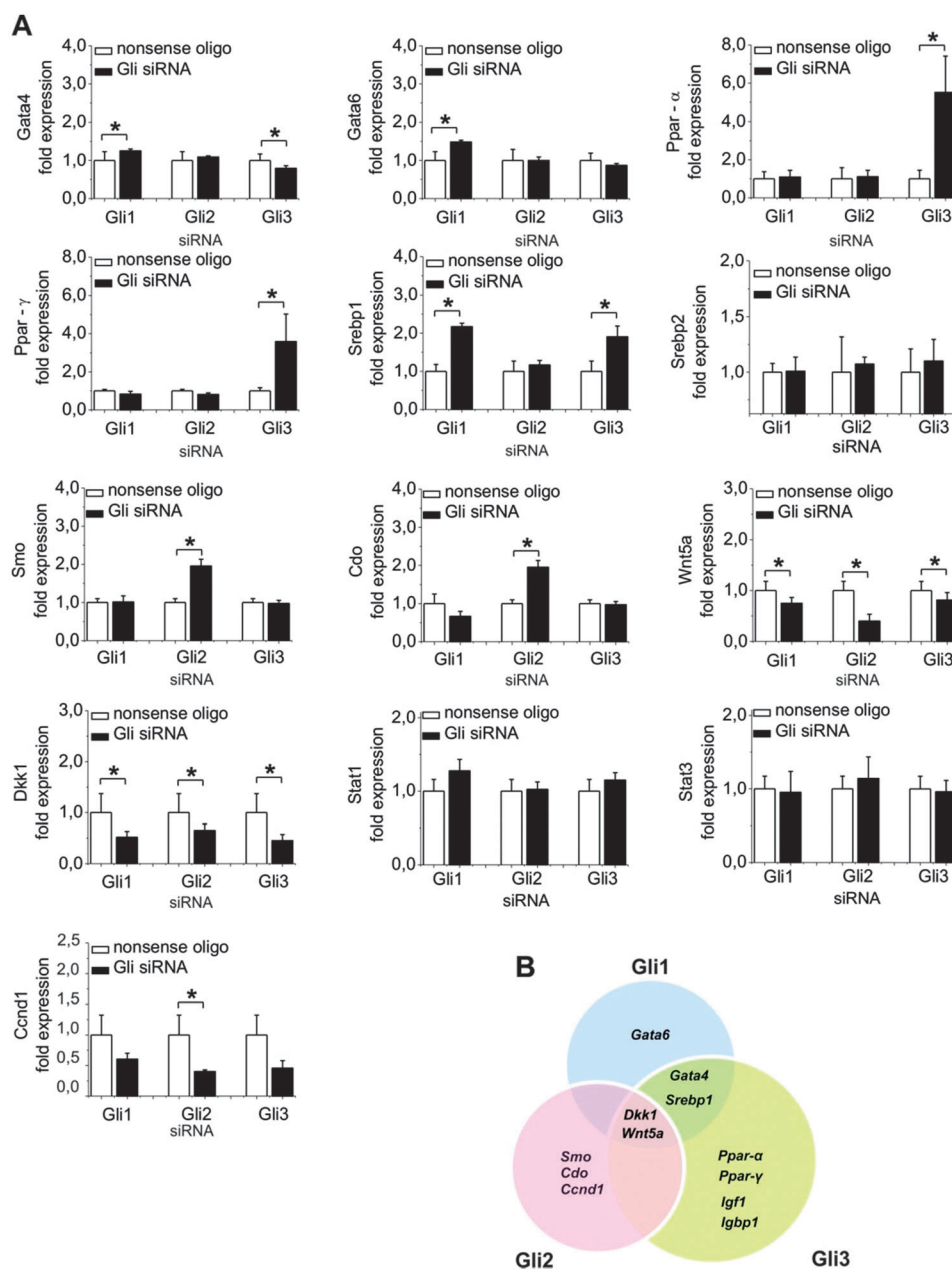 A
Gata4
fold expression
4,0
3,0
2,0
1,0
0,0
nonsense oligo
Gli siRNA
*
*
Gli1
Gli2
Gli3
siRNA
Gata6
fold expression
4,0
3,0
2,0
1,0
0,0
nonsense oligo
Gli siRNA
*
Gli1
Gli2
Gli3
siRNA
Ppar - α
fold expression
8,0
6,0
4,0
2,0
0,0
nonsense oligo
Gli siRNA
*
Gli1
Gli2
Gli3
siRNA
Ppar - γ
fold expression
8,0
6,0
4,0
2,0
0,0
nonsense oligo
Gli siRNA
*
Gli1
Gli2
Gli3
siRNA
Srebp1
fold expression
4,0
3,0
2,0
1,0
0,0
nonsense oligo
Gli siRNA
*
*
Gli1
Gli2
Gli3
siRNA
Srebp2
fold expression
2,0
1,5
1,0
nonsense oligo
Gli siRNA
Gli1
Gli2
Gli3
siRNA
Smo
fold expression
4,0
3,0
2,0
1,0
0,0
nonsense oligo
Gli siRNA
*
Gli1
Gli2
Gli3
siRNA
Cdo
fold expression
4,0
3,0
2,0
1,0
0,0
nonsense oligo
Gli siRNA
*
Gli1
Gli2
Gli3
siRNA
Wnt5a
fold expression
3,0
2,0
1,0
0,0
nonsense oligo
Gli siRNA
*
*
*
Gli1
Gli2
Gli3
siRNA
Dkk1
fold expression
3,0
2,0
1,0
0,0
nonsense oligo
Gli siRNA
*
*
*
Gli1
Gli2
Gli3
siRNA
Stat1
fold expression
2,0
1,0
0,0
nonsense oligo
Gli siRNA
Gli1
Gli2
Gli3
siRNA
Stat3
fold expression
2,0
1,0
0,0
nonsense oligo
Gli siRNA
Gli1
Gli2
Gli3
siRNA
Ccnd1
fold expression
2,5
2,0
1,0
0,5
0,0
nonsense oligo
Gli siRNA
*
Gli1
Gli2
Gli3
siRNA
B
Gli1
Gata6
Gata4
Srebp1
Dkk1
Wnt5a
Smo
Cdo
Ccnd1
Ppar-α
Ppar-γ
Igf1
Igbp1
Gli2
Gli3